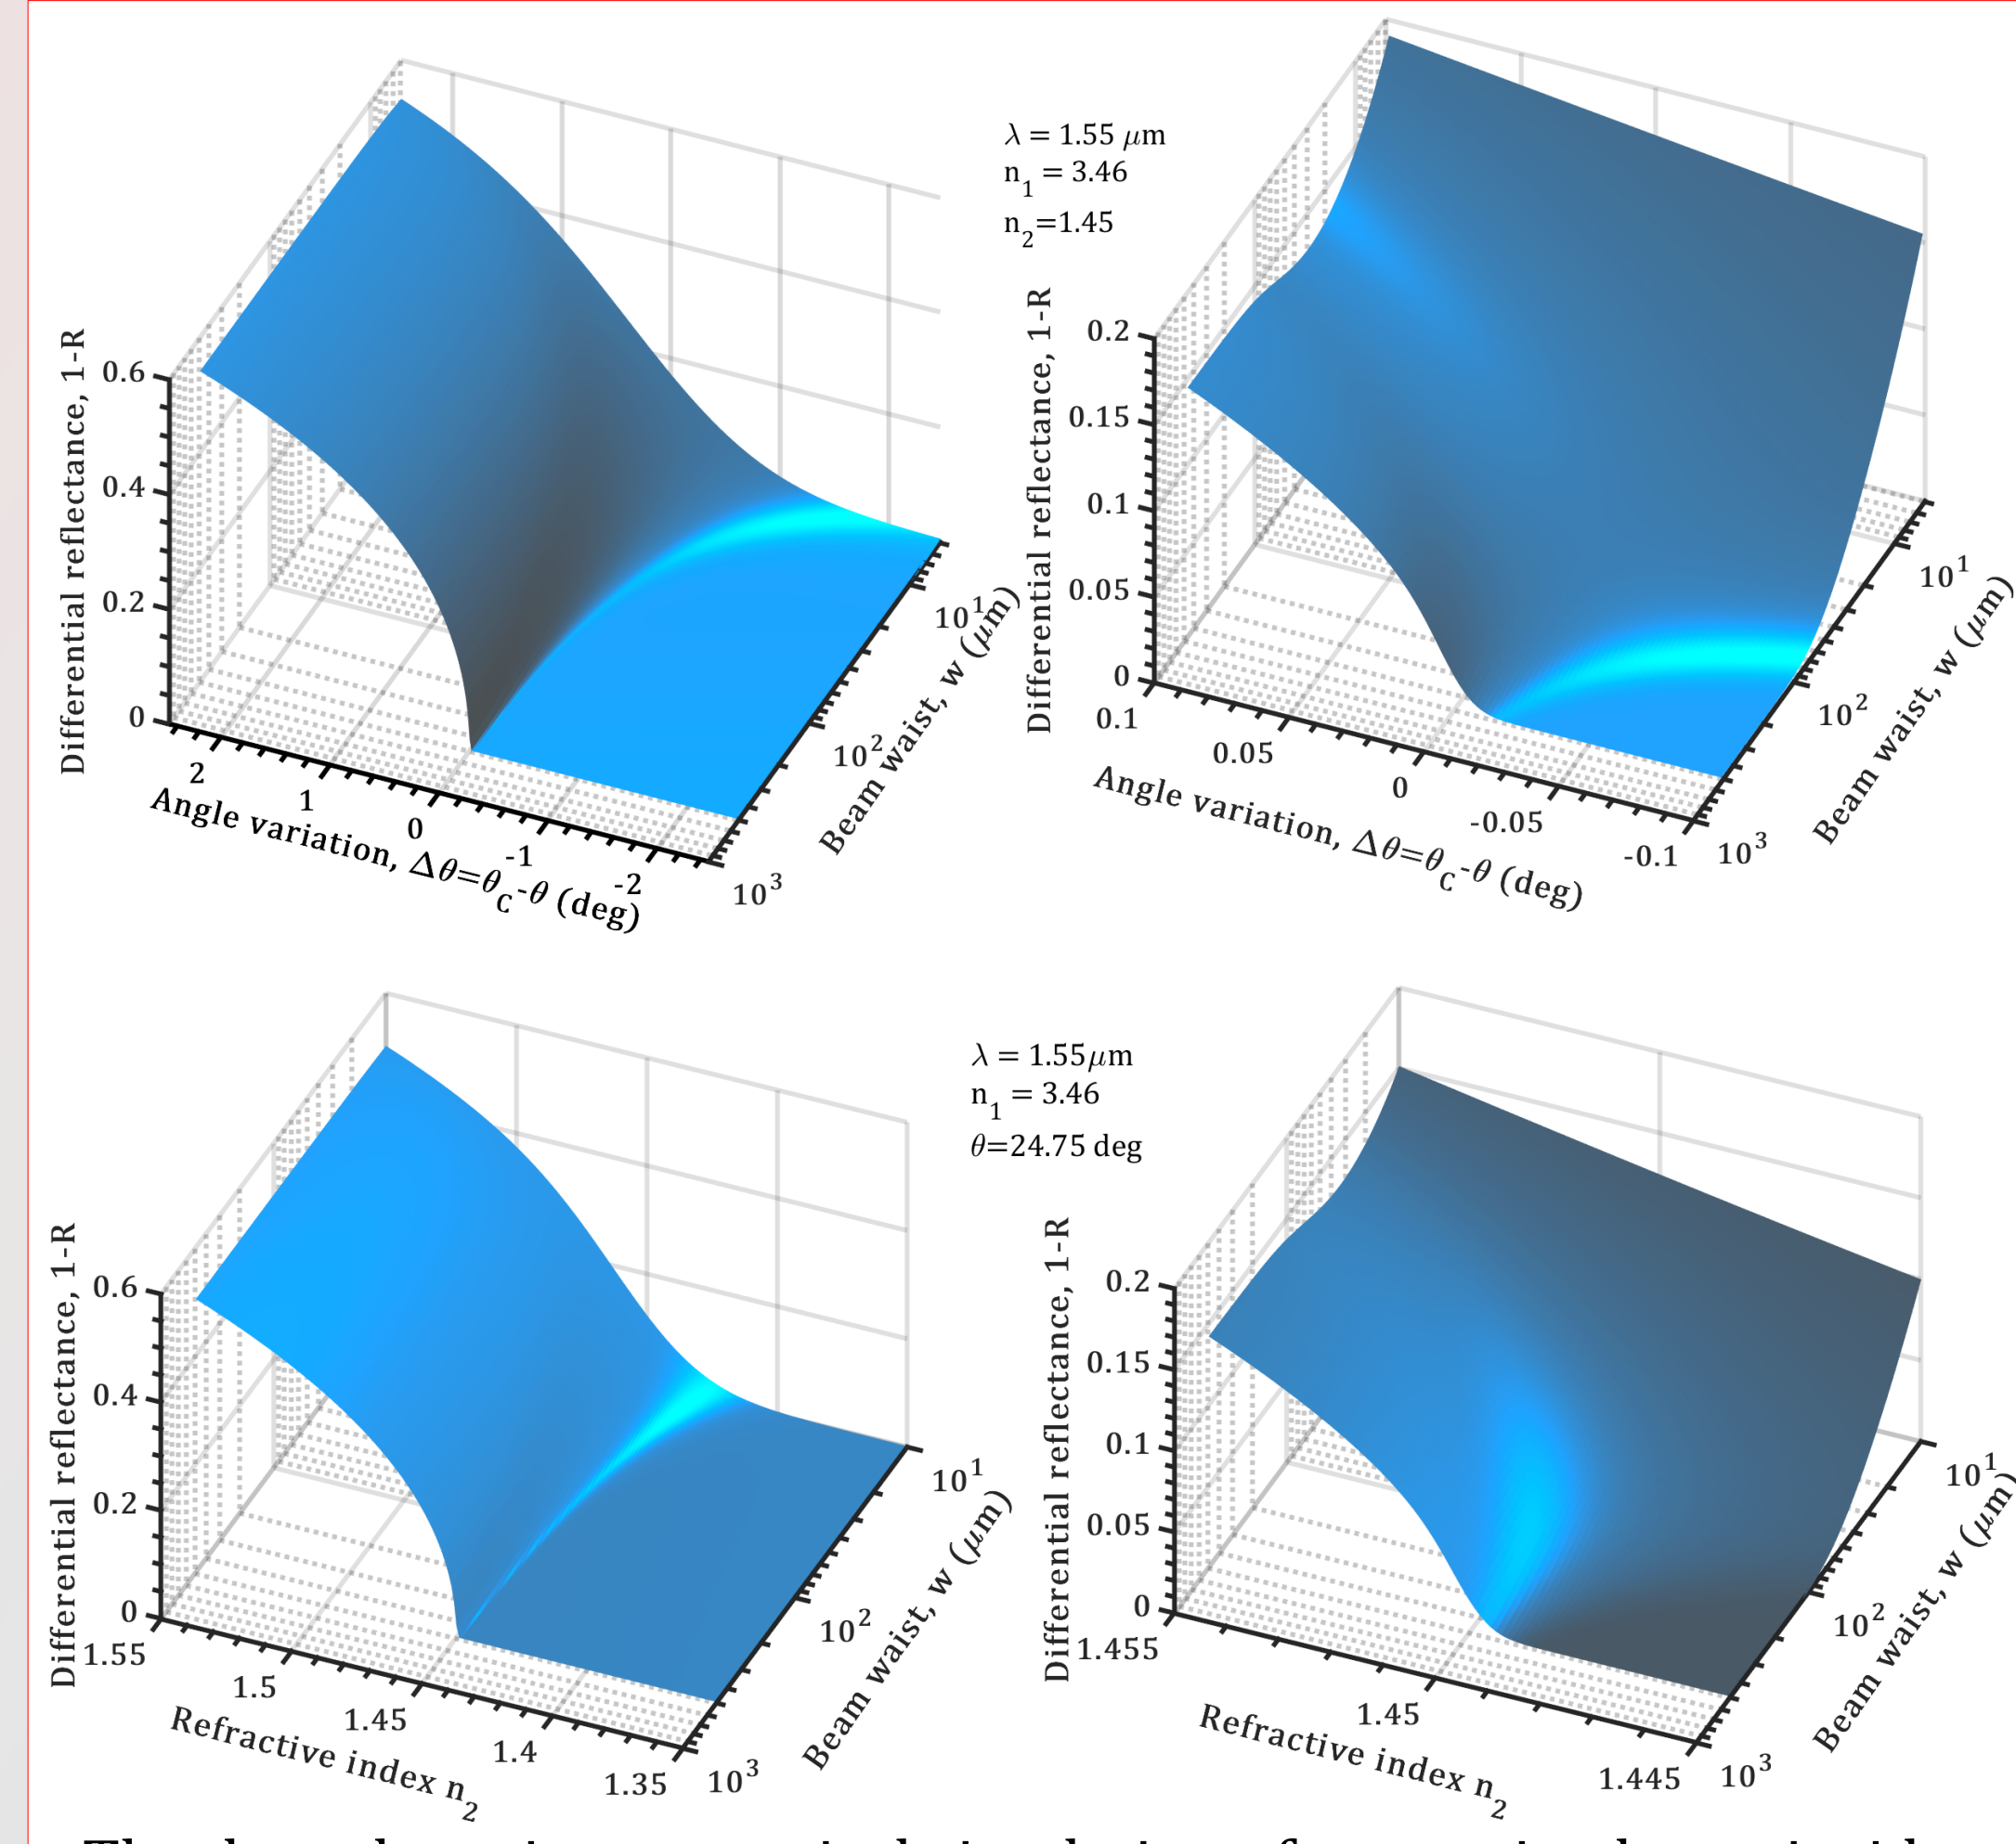 Differential reflectance, 1-R
0.6
0.4
0.2
0
2
1
0
-1
-2
Angle variation, Δθ=θC-θ (deg)
10^1
10^2
10^3
Beam waist, w (μm)
λ = 1.55 μm
n1 = 3.46
n2=1.45
Differential reflectance, 1-R
0.2
0.15
0.1
0.05
0
0.1
0.05
0
-0.05
-0.1
Angle variation, Δθ=θC-θ (deg)
10^1
10^2
10^3
Beam waist, w (μm)
Differential reflectance, 1-R
0.6
0.4
0.2
0
1.55
1.5
1.45
1.4
1.35
Refractive index n2
10^1
10^2
10^3
Beam waist, w (μm)
λ = 1.55μm
n1 = 3.46
θ=24.75 deg
Differential reflectance, 1-R
0.2
0.15
0.1
0.05
0
1.455
1.45
1.445
Refractive index n2
10^1
10^2
10^3
Beam waist, w (μm)